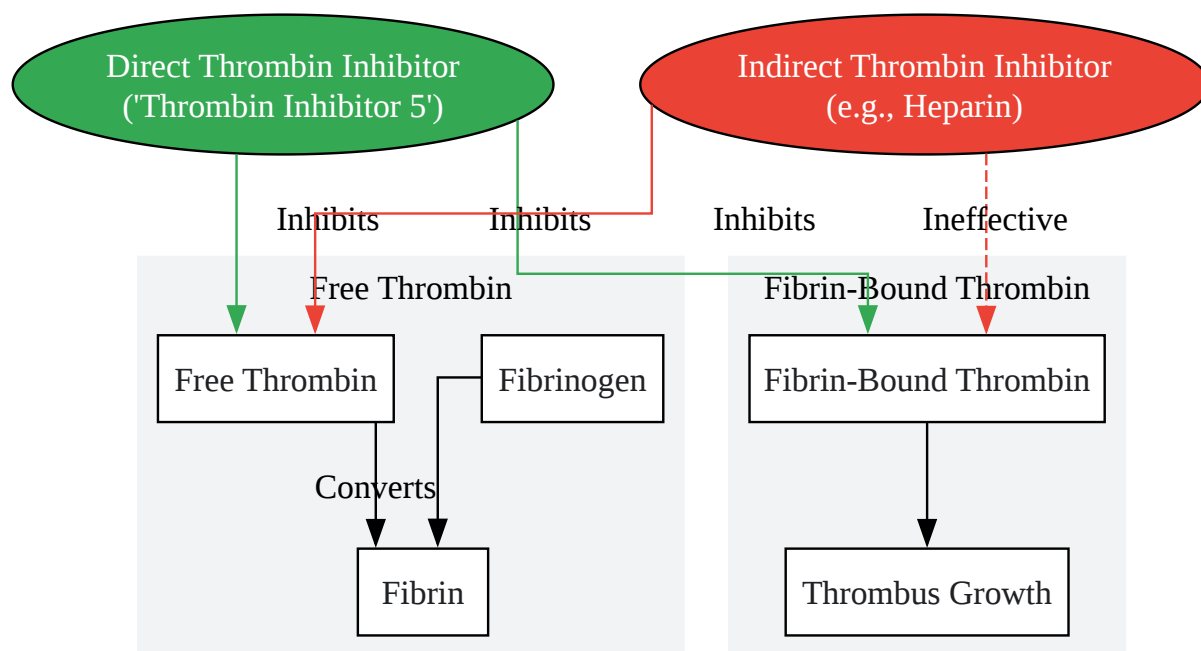 Direct Thrombin Inhibitor
('Thrombin Inhibitor 5')
Indirect Thrombin Inhibitor
(e.g., Heparin)
Inhibits
Inhibits
Inhibits
Ineffective
Free Thrombin
Fibrin-Bound Thrombin
Free Thrombin
Fibrinogen
Fibrin-Bound Thrombin
Converts
Fibrin
Thrombus Growth